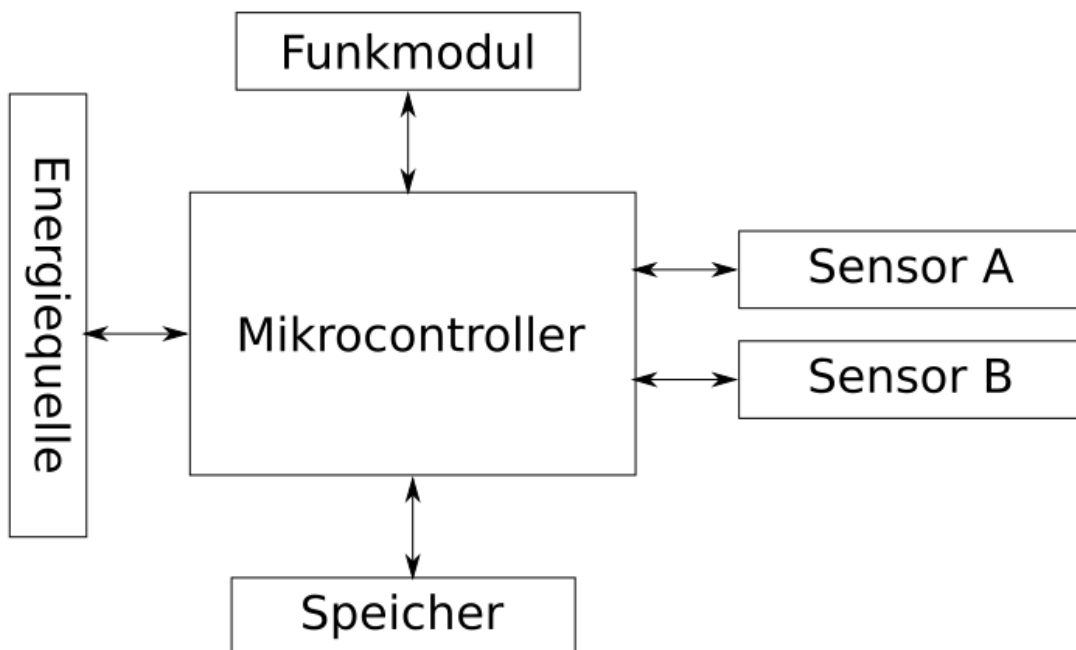 Funkmodul
Energiequelle
Mikrocontroller
Sensor A
Sensor B
Speicher